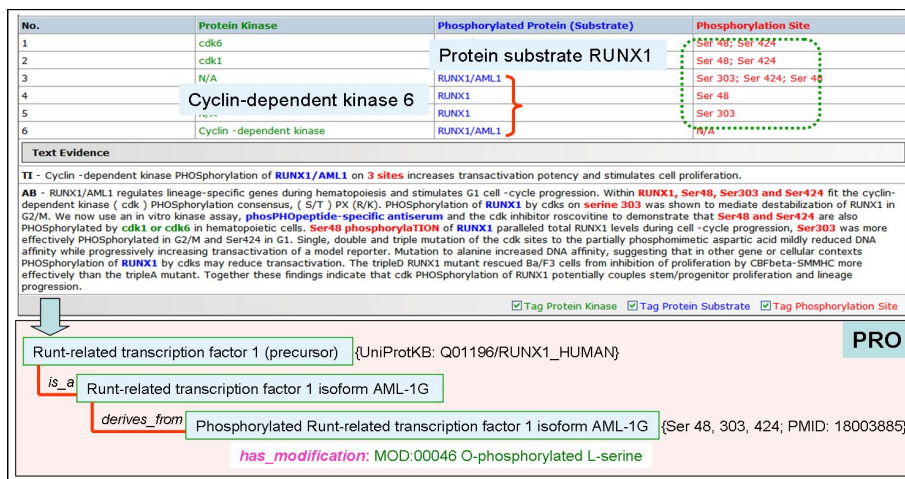 No. Protein Kinase Phosphorylated Protein (Substrate) Phosphorylation Site
1 cdk6 Ser 48; Ser 424
2 cdk1 Ser 48; Ser 424
Protein substrate RUNX1
3 N/A RUNX1/AML1 Ser 303; Ser 424; Ser 48
4 RUNX1 Ser 48
Cyclin-dependent kinase 6
5 N/A RUNX1 Ser 303
6 Cyclin -dependent kinase RUNX1/AML1 N/A
Text Evidence
TI - Cyclin -dependent kinase PHOSphorylation of RUNX1/AML1 on 3 sites increases transactivation potency and stimulates cell proliferation.
AB - RUNX1/AML1 regulates lineage-specific genes during hematopoiesis and stimulates G1 cell -cycle progression. Within RUNX1, Ser48, Ser303 and Ser424 fit the cyclin-
dependent kinase ( cdk ) PHOSphorylation consensus, ( S/T ) PX (R/K). PHOSphorylation of RUNX1 by cdks on serine 303 was shown to mediate destabilization of RUNX1 in
G2/M. We now use an in vitro kinase assay, phosPHOpeptide-specific antiserum and the cdk inhibitor roscovitine to demonstrate that Ser48 and Ser424 are also
PHOSphorylated by cdk1 or cdk6 in hematopoietic cells. Ser48 phosphorylaTION of RUNX1 paralleled total RUNX1 levels during cell -cycle progression, Ser303 was more
effectively PHOSphorylated in G2/M and Ser424 in G1. Single, double and triple mutation of the cdk sites to the partially phosphomimetic aspartic acid mildly reduced DNA
affinity while progressively increasing transactivation of a model reporter. Mutation to alanine increased DNA affinity, suggesting that in other gene or cellular contexts
PHOSphorylation of RUNX1 by cdks may reduce transactivation. The tripleD RUNX1 mutant rescued Ba/F3 cells from inhibition of proliferation by CBFbeta-SMMHC more
effectively than the tripleA mutant. Together these findings indicate that cdk PHOSphorylation of RUNX1 potentially couples stem/progenitor proliferation and lineage
progression.
Tag Protein Kinase Tag Protein Substrate Tag Phosphorylation Site
PRO
Runt-related transcription factor 1 (precursor) {UniProtKB: Q01196/RUNX1_HUMAN}
is_a Runt-related transcription factor 1 isoform AML-1G
derives_from Phosphorylated Runt-related transcription factor 1 isoform AML-1G {Ser 48, 303, 424; PMID: 18003885}
has_modification: MOD:00046 O-phosphorylated L-serine